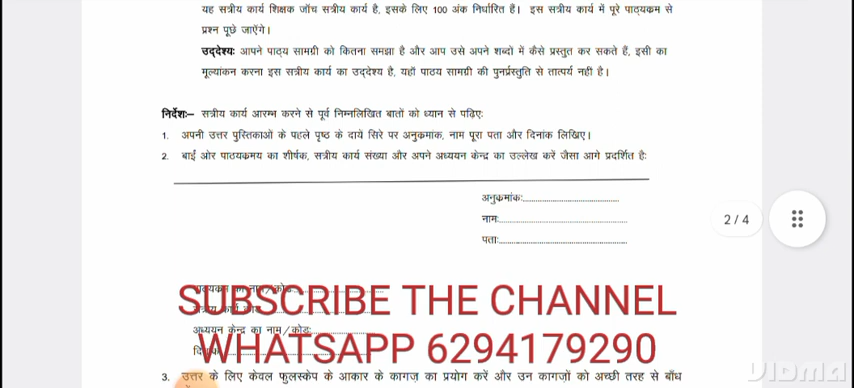 यह सत्रीय कार्य शिक्षक जाँच सत्रीय कार्य है, इसके लिए 100 अंक निर्धारित हैं। इस सत्रीय कार्य में पूरे पाठ्यक्रम से
प्रश्न पूछे जाएँगे।
उद्देश्यः आपने पाठ्य सामग्री को कितना समझा है और आप उसे अपने शब्दों में कैसे प्रस्तुत कर सकते हैं, इसी का
मूल्यांकन करना इस सत्रीय कार्य का उद्देश्य है, यहाँ पाठय सामग्री की पुनर्प्रस्तुति से तात्पर्य नहीं है।
निर्देशः– सत्रीय कार्य आरम्भ करने से पूर्व निम्नलिखित बातों को ध्यान से पढ़िएः
1. अपनी उत्तर पुस्तिकाओं के पहले पृष्ठ के दायें सिरे पर अनुक्रमांक, नाम पूरा पता और दिनांक लिखिए।
2. बाईं ओर पाठयक्रमय का शीर्षक, सत्रीय कार्य संख्या और अपने अध्ययन केन्द्र का उल्लेख करें जैसा आगे प्रदर्शित हैः
अनुक्रमांकः
नामः
पताः
2 / 4
पाठ्यक्रम का नाम / कोड
SUBSCRIBE THE CHANNEL
सत्रीय कार्य
अध्ययन केन्द्र का नाम / कोडः
WHATSAPP 6294179290
3. उत्तर के लिए केवल फुलस्केप के आकार के कागज़ का प्रयोग करें और उन कागजों को अच्छी तरह से बाँध
VIDMA